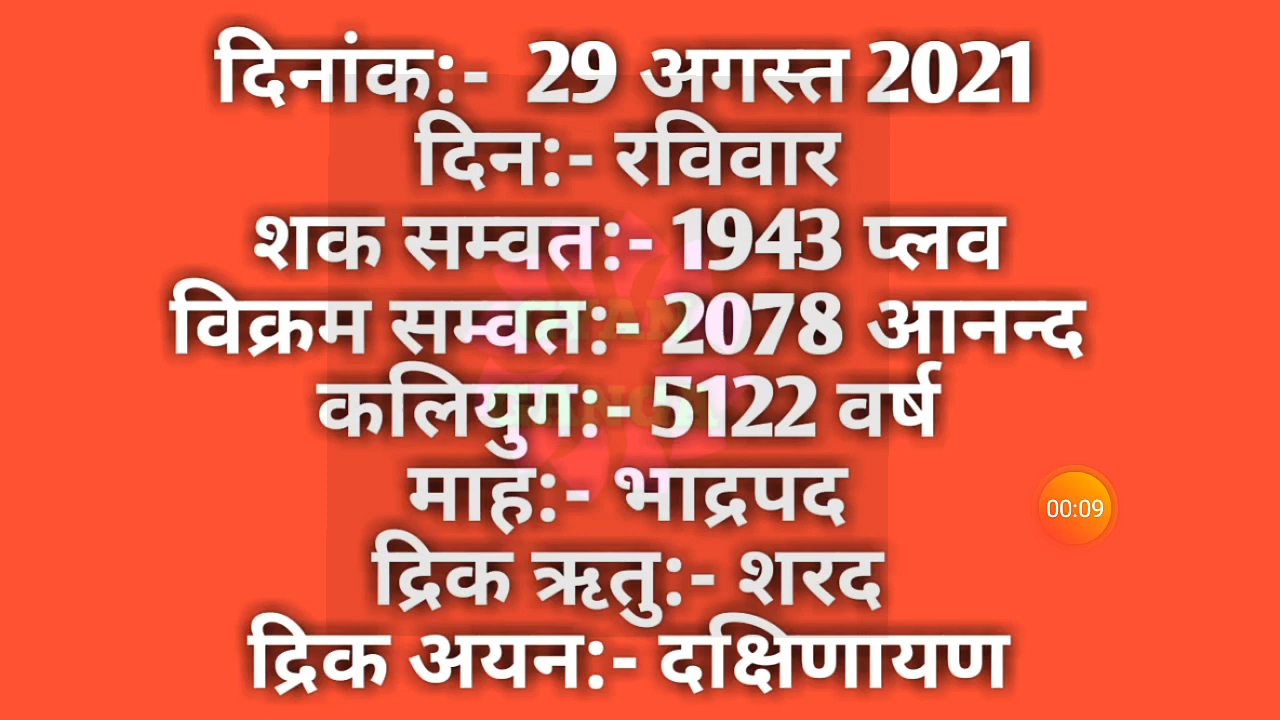 दिनांक:- 29 अगस्त 2021
दिन:- रविवार
शक सम्वत:- 1943 प्लव
विक्रम सम्वत:- 2078 आनन्द
कलियुग:- 5122 वर्ष
माह:- भाद्रपद
00:09
द्रिक ऋतु:- शरद
द्रिक अयन:- दक्षिणायण